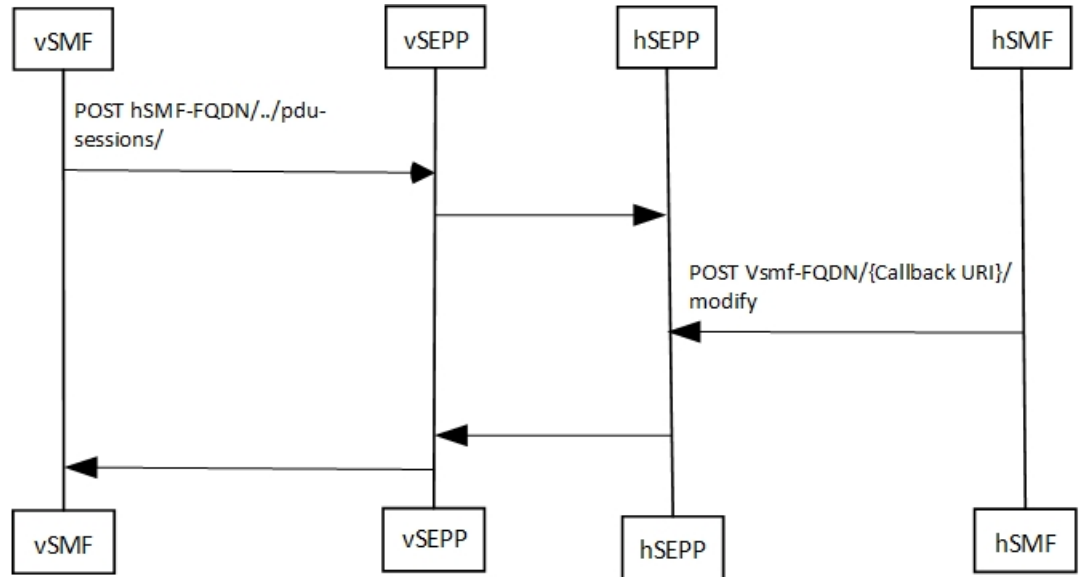 vSMF
vSEPP
hSEPP
hSMF
POST hSMF-FQDN/../pdu-
sessions/
POST Vsmf-FQDN/{Callback URI}/
modify
vSMF
vSEPP
hSEPP
hSMF